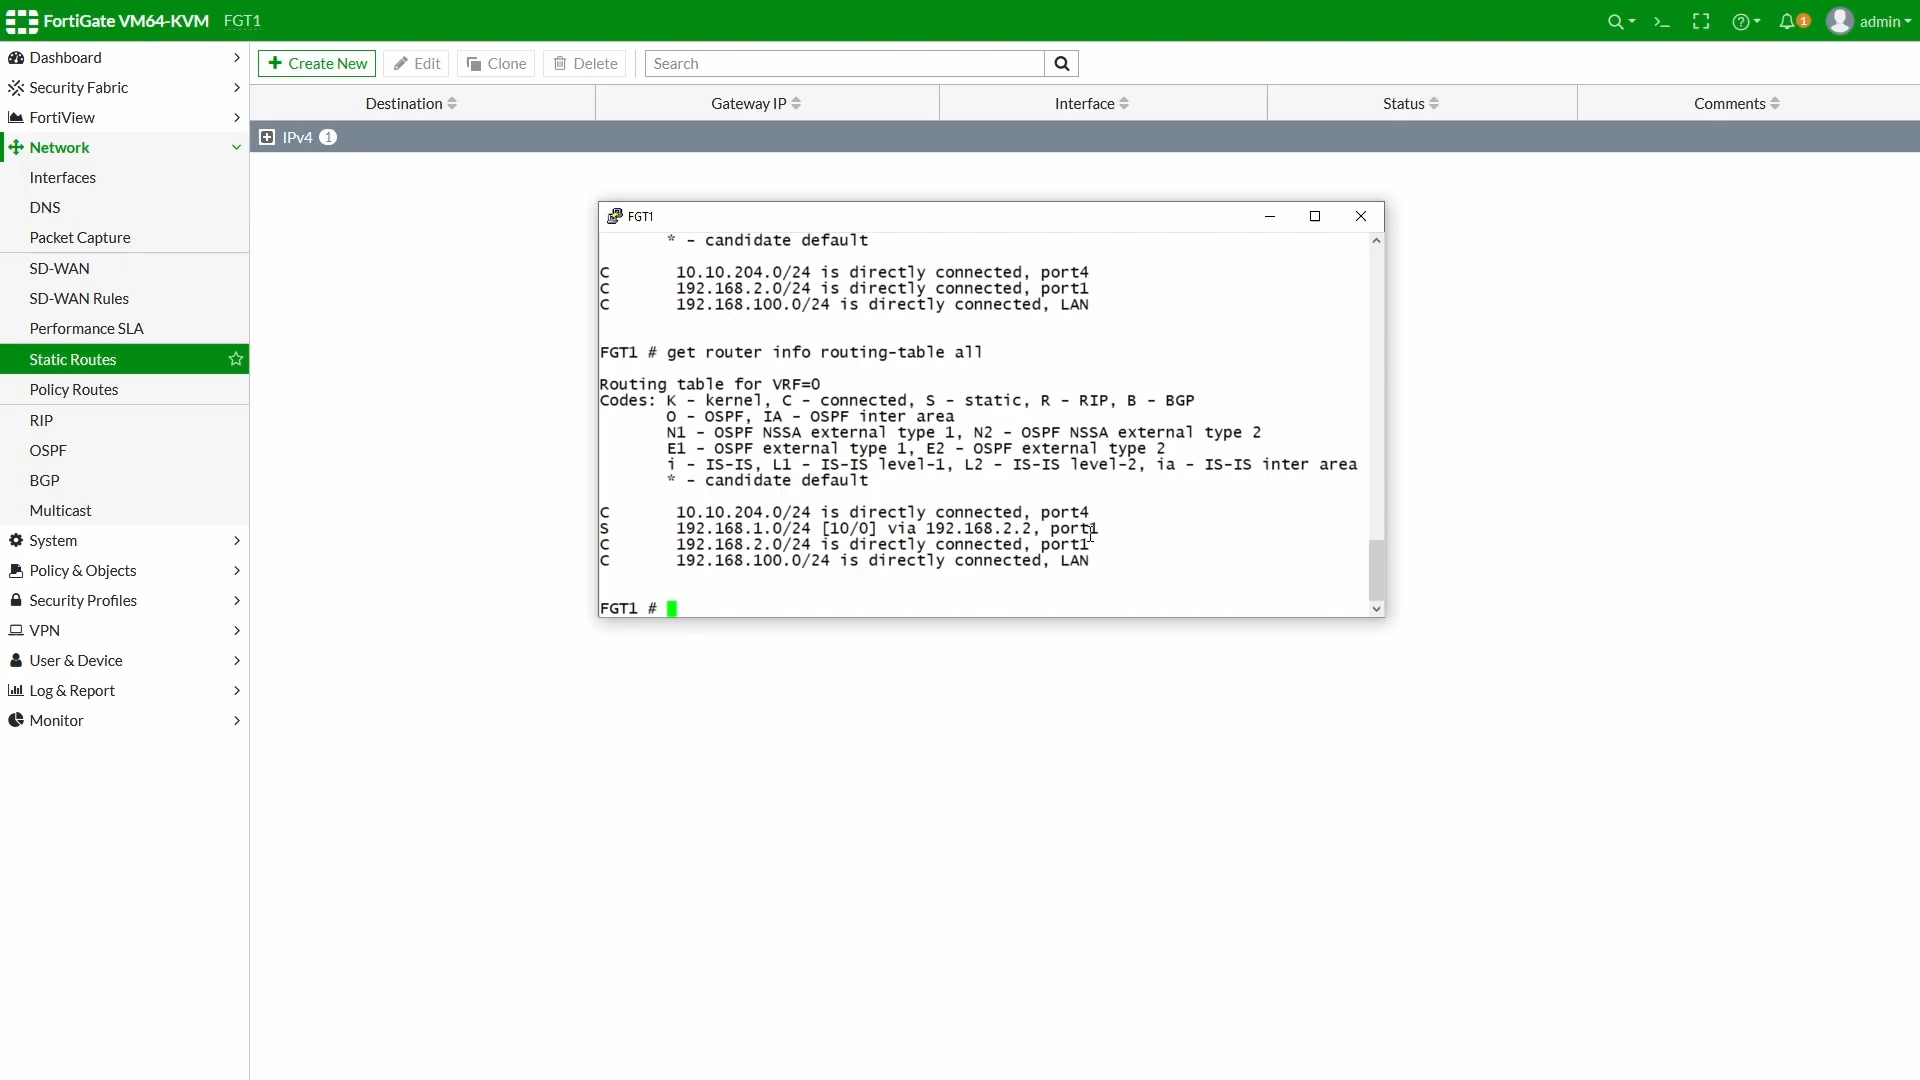 FortiGate VM64-KVM FGT1
1 admin
Dashboard
Security Fabric
FortiView
Network
Interfaces
DNS
Packet Capture
SD-WAN
SD-WAN Rules
Performance SLA
Static Routes
Policy Routes
RIP
OSPF
BGP
Multicast
System
Policy & Objects
Security Profiles
VPN
User & Device
Log & Report
Monitor
Create New Edit Clone Delete Search
Destination Gateway IP Interface Status Comments
IPv4 1
FGT1
* - candidate default
C 10.10.204.0/24 is directly connected, port4
C 192.168.2.0/24 is directly connected, port1
C 192.168.100.0/24 is directly connected, LAN
FGT1 # get router info routing-table all
Routing table for VRF=0
Codes: K - kernel, C - connected, S - static, R - RIP, B - BGP
O - OSPF, IA - OSPF inter area
N1 - OSPF NSSA external type 1, N2 - OSPF NSSA external type 2
E1 - OSPF external type 1, E2 - OSPF external type 2
i - IS-IS, L1 - IS-IS level-1, L2 - IS-IS level-2, ia - IS-IS inter area
* - candidate default
C 10.10.204.0/24 is directly connected, port4
S 192.168.1.0/24 [10/0] via 192.168.2.2, port1
C 192.168.2.0/24 is directly connected, port1
C 192.168.100.0/24 is directly connected, LAN
FGT1 #